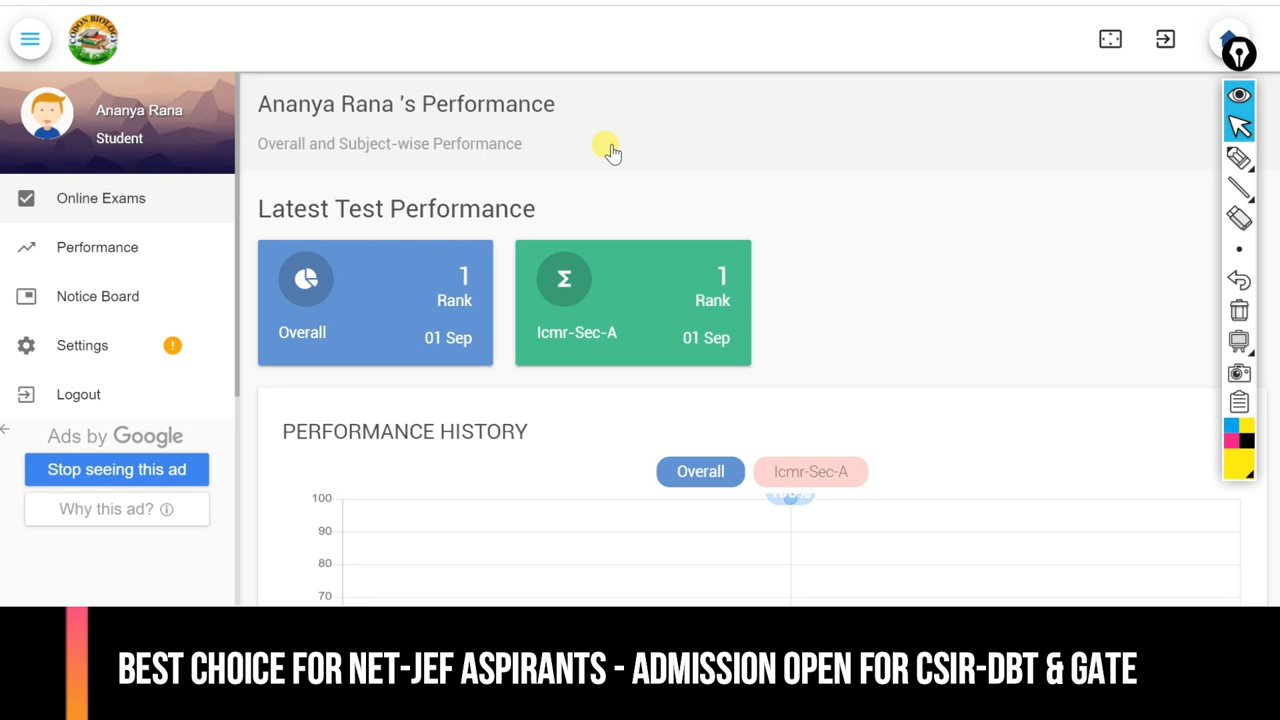 CODON BIOLOGY
Ananya Rana
Student
Online Exams
Performance
Notice Board
Settings
Logout
Ads by Google
Stop seeing this ad
Why this ad?
Ananya Rana 's Performance
Overall and Subject-wise Performance
Latest Test Performance
1
Rank
Overall
01 Sep
1
Rank
Icmr-Sec-A
01 Sep
PERFORMANCE HISTORY
Overall
Icmr-Sec-A
100%
100
90
80
70
BEST CHOICE FOR NET-JEF ASPIRANTS - ADMISSION OPEN FOR CSIR-DBT & GATE